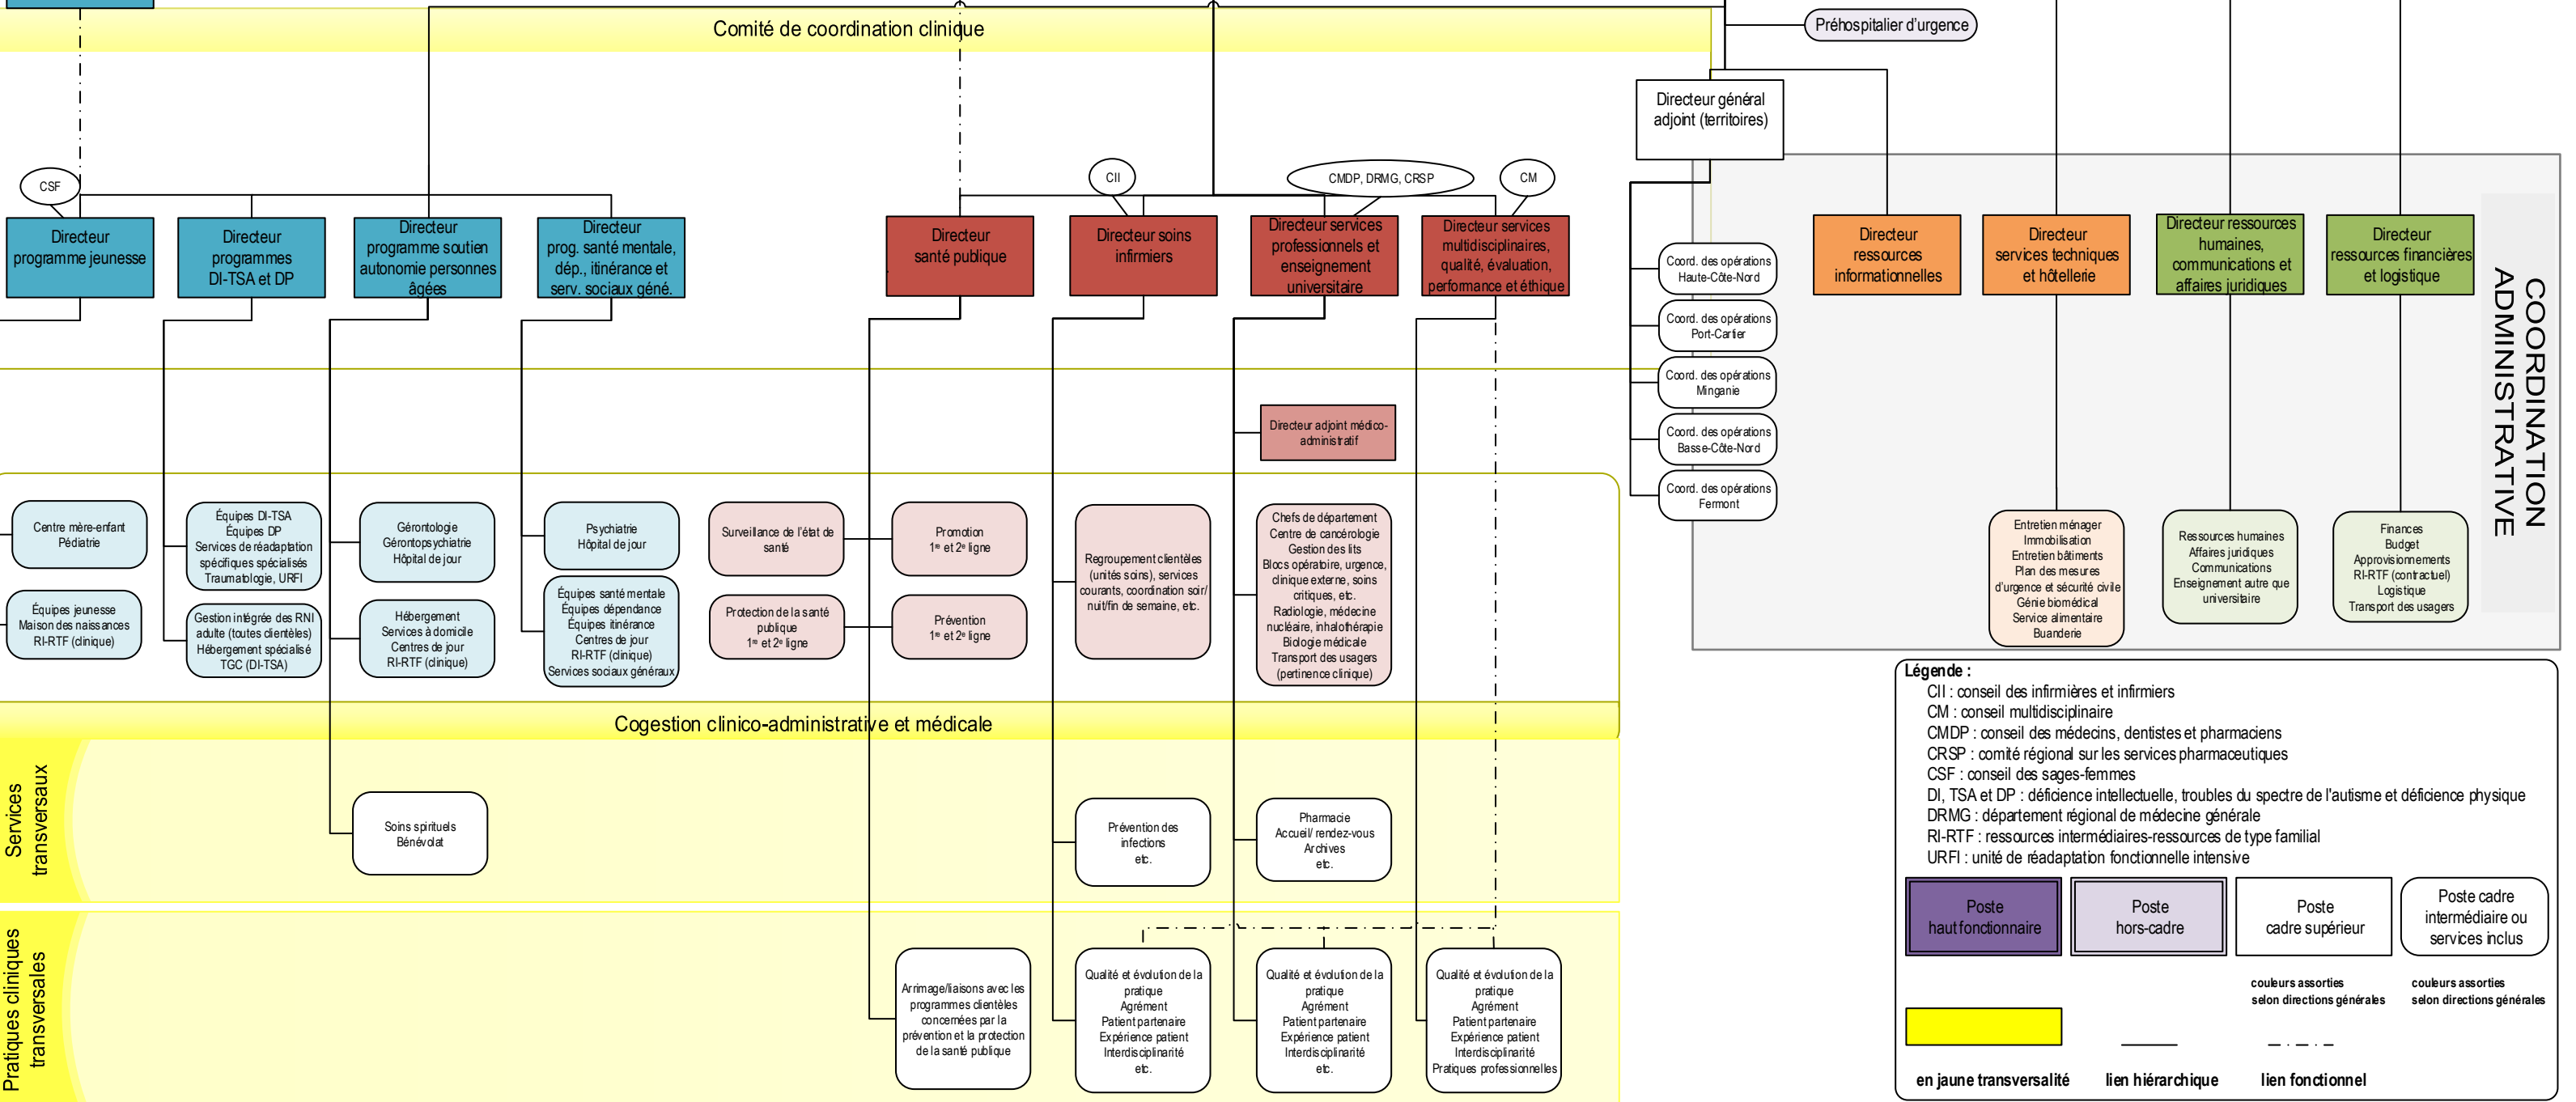 Comité de coordination clinique
Préhospitalier d'urgence
Directeur général
adjoint (territoires)
CSF
CII
CMDP, DRMG, CRSP
CM
Directeur
programme jeunesse
Directeur
programmes
DI-TSA et DP
Directeur
programme soutien
autonomie personnes
âgées
Directeur
prog. santé mentale,
dép., itinérance et
serv. sociaux géné.
Directeur
santé publique
Directeur soins
infirmiers
Directeur services
professionnels et
enseignement
universitaire
Directeur services
multidisciplinaires,
qualité, évaluation,
performance et éthique
Directeur
ressources
informationnelles
Directeur
services techniques
et hôtellerie
Directeur ressources
humaines,
communications et
affaires juridiques
Directeur
ressources financières
et logistique
COORDINATION
ADMINISTRATIVE
Coord. des opérations
Haute-Côte-Nord
Coord. des opérations
Port-Cartier
Coord. des opérations
Minganie
Coord. des opérations
Basse-Côte-Nord
Coord. des opérations
Fermont
Directeur adjoint médico-
administratif
Centre mère-enfant
Pédiatrie
Équipes jeunesse
Maison des naissances
RI-RTF (clinique)
Équipes DI-TSA
Équipes DP
Services de réadaptation
spécifiques spécialisés
Traumatologie, URFI
Gestion intégrée des RNI
adulte (toutes clientèles)
Hébergement spécialisé
TGC (DI-TSA)
Gérontologie
Gérontopsychiatrie
Hôpital de jour
Hébergement
Services à domicile
Centres de jour
RI-RTF (clinique)
Psychiatrie
Hôpital de jour
Équipes santé mentale
Équipes dépendance
Équipes itinérance
Centres de jour
RI-RTF (clinique)
Services sociaux généraux
Surveillance de l'état de
santé
Protection de la santé
publique
1re et 2e ligne
Promotion
1re et 2e ligne
Prévention
1re et 2e ligne
Regroupement clientèles
(unités soins), services
courants, coordination soir/
nuit/fin de semaine, etc.
Chefs de département
Centre de cancérologie
Gestion des lits
Blocs opératoire, urgence,
clinique externe, soins
critiques, etc.
Radiologie, médecine
nucléaire, inhalothérapie
Biologie médicale
Transport des usagers
(pertinence clinique)
Entretien ménager
Immobilisation
Entretien bâtiments
Plan des mesures
d'urgence et sécurité civile
Génie biomédical
Service alimentaire
Buanderie
Ressources humaines
Affaires juridiques
Communications
Enseignement autre que
universitaire
Finances
Budget
Approvisionnements
RI-RTF (contractuel)
Logistique
Transport des usagers
Cogestion clinico-administrative et médicale
Services
transversaux
Soins spirituels
Bénévolat
Prévention des
infections
etc.
Pharmacie
Accueil/ rendez-vous
Archives
etc.
Pratiques cliniques
transversales
Arrimage/liaisons avec les
programmes clientèles
concernées par la
prévention et la protection
de la santé publique
Qualité et évolution de la
pratique
Agrément
Patient partenaire
Expérience patient
Interdisciplinarité
etc.
Qualité et évolution de la
pratique
Agrément
Patient partenaire
Expérience patient
Interdisciplinarité
etc.
Qualité et évolution de la
pratique
Agrément
Patient partenaire
Expérience patient
Interdisciplinarité
Pratiques professionnelles
Légende :
CII : conseil des infirmières et infirmiers
CM : conseil multidisciplinaire
CMDP : conseil des médecins, dentistes et pharmaciens
CRSP : comité régional sur les services pharmaceutiques
CSF : conseil des sages-femmes
DI, TSA et DP : déficience intellectuelle, troubles du spectre de l'autisme et déficience physique
DRMG : département régional de médecine générale
RI-RTF : ressources intermédiaires-ressources de type familial
URFI : unité de réadaptation fonctionnelle intensive
Poste
haut fonctionnaire
Poste
hors-cadre
Poste
cadre supérieur
Poste cadre
intermédiaire ou
services inclus
couleurs assorties
selon directions générales
couleurs assorties
selon directions générales
en jaune transversalité
lien hiérarchique
lien fonctionnel